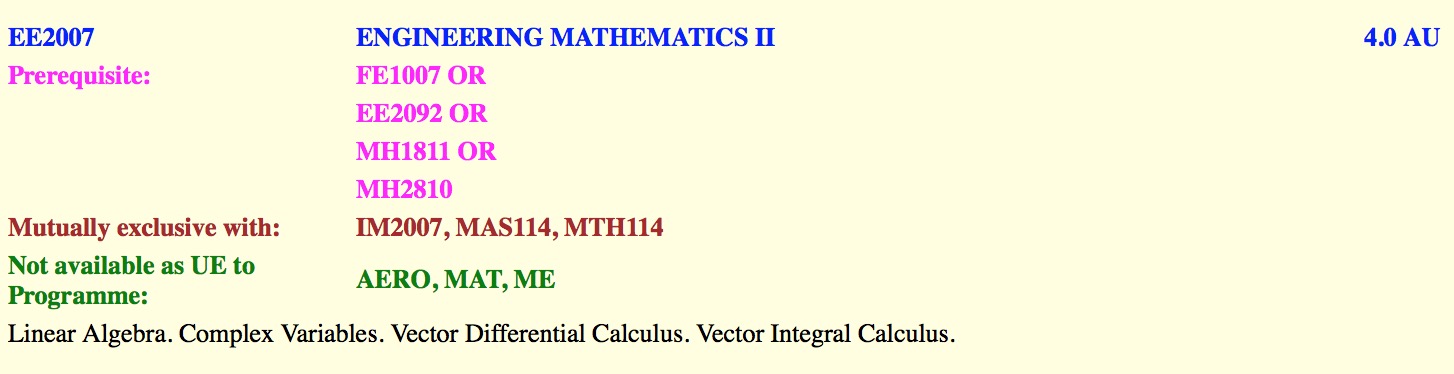 EE2007 ENGINEERING MATHEMATICS II 4.0 AU
Prerequisite: FE1007 OR
EE2092 OR
MH1811 OR
MH2810
Mutually exclusive with: IM2007, MAS114, MTH114
Not available as UE to
Programme: AERO, MAT, ME
Linear Algebra. Complex Variables. Vector Differential Calculus. Vector Integral Calculus.